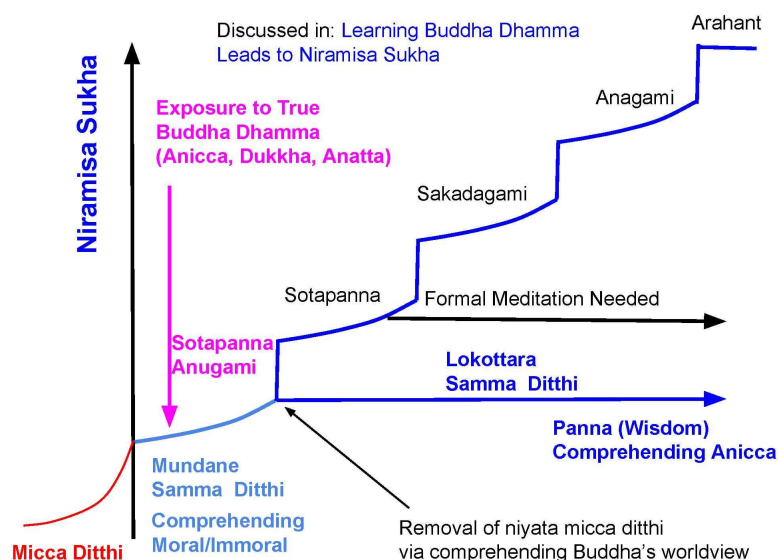 Discussed in: Learning Buddha Dhamma
Leads to Niramisa Sukha
Arahant
Niramisa Sukha
Exposure to True
Buddha Dhamma
(Anicca, Dukkha, Anatta)
Anagami
Sakadagami
Sotapanna
Formal Meditation Needed
Sotapanna
Anugami
Lokottara
Samma Ditthi
Panna (Wisdom)
Comprehending Anicca
Mundane
Samma Ditthi
Comprehending
Moral/Immoral
Micca Ditthi
Removal of niyata micca ditthi
via comprehending Buddha's worldview